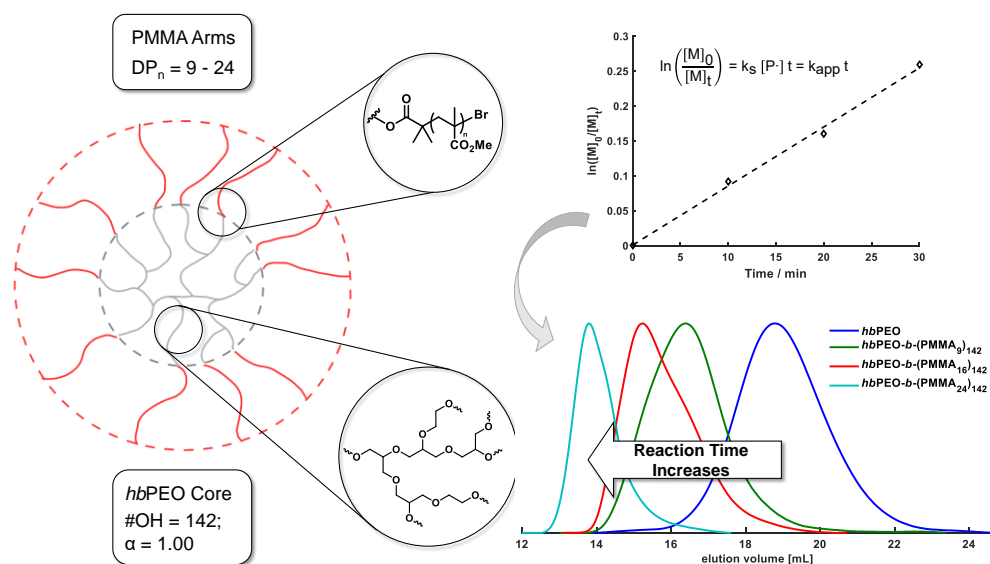 PMMA Arms
DPn = 9 - 24
O
O
Br
n
CO2Me
hbPEO Core
#OH = 142;
α = 1.00
O
O
O
O
O
O
O
O
O
O
O
O
ln([M]0/[M]t) = ks [P·] t = kapp t
ln([M]0/[M]t)
0.3
0.25
0.2
0.15
0.1
0.05
0
0 5 10 15 20 25 30
Time / min
hbPEO
hbPEO-b-(PMMA9)142
hbPEO-b-(PMMA16)142
hbPEO-b-(PMMA24)142
Reaction Time
Increases
12 14 16 18 20 22 24
elution volume [mL]